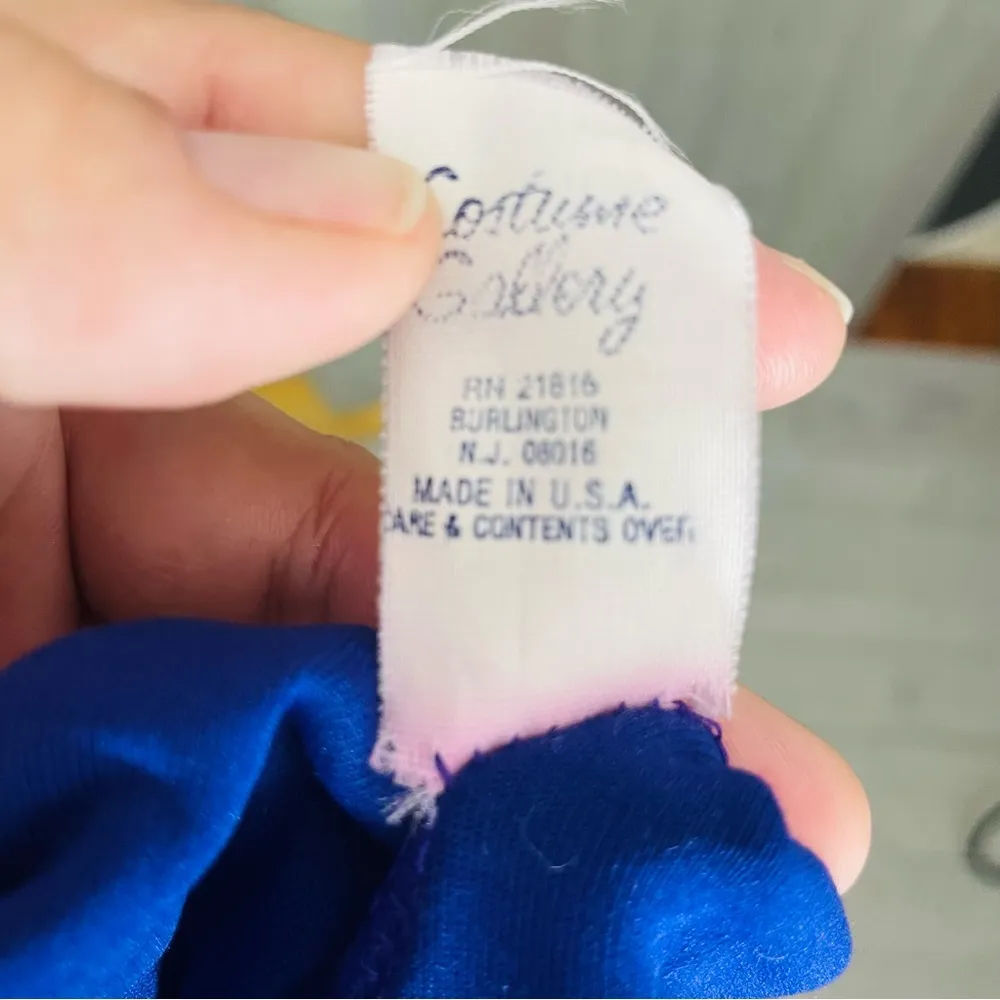 Costume
Gallery
RN 21816
BURLINGTON
N.J. 08016
MADE IN U.S.A.
CARE & CONTENTS OVER